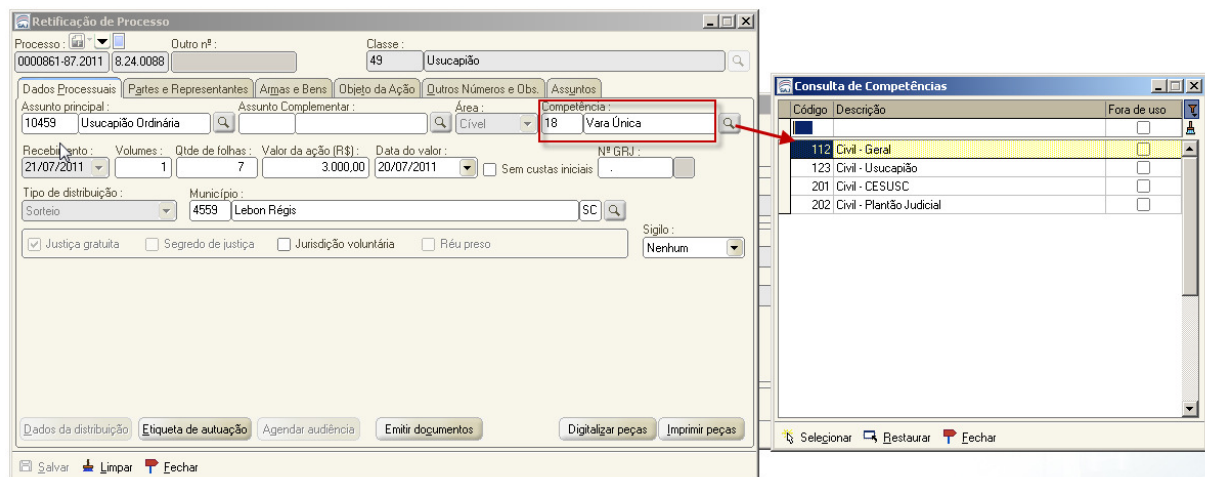 Retificação de Processo
Processo : Outro nº : Classe :
0000861-87.2011 8.24.0088 49 Usucapião
Dados Processuais Partes e Representantes Armas e Bens Objeto da Ação Outros Números e Obs. Assuntos
Assunto principal : Assunto Complementar : Área : Competência :
10459 Usucapião Ordinária Cível 18 Vara Única
Recebimento : Volumes : Qtde de folhas : Valor da ação (R$) : Data do valor : Nº GRJ :
21/07/2011 1 7 3.000,00 20/07/2011 Sem custas iniciais .
Tipo de distribuição : Município :
Sorteio 4559 Lebon Régis SC
Justiça gratuita Segredo de justiça Jurisdição voluntária Réu preso
Sigilo :
Nenhum
Dados da distribuição Etiqueta de autuação Agendar audiência Emitir documentos Digitalizar peças Imprimir peças
Salvar Limpar Fechar
Consulta de Competências
Código Descrição Fora de uso
112 Civil - Geral
123 Civil - Usucapião
201 Civil - CESUSC
202 Civil - Plantão Judicial
Selecionar Restaurar Fechar